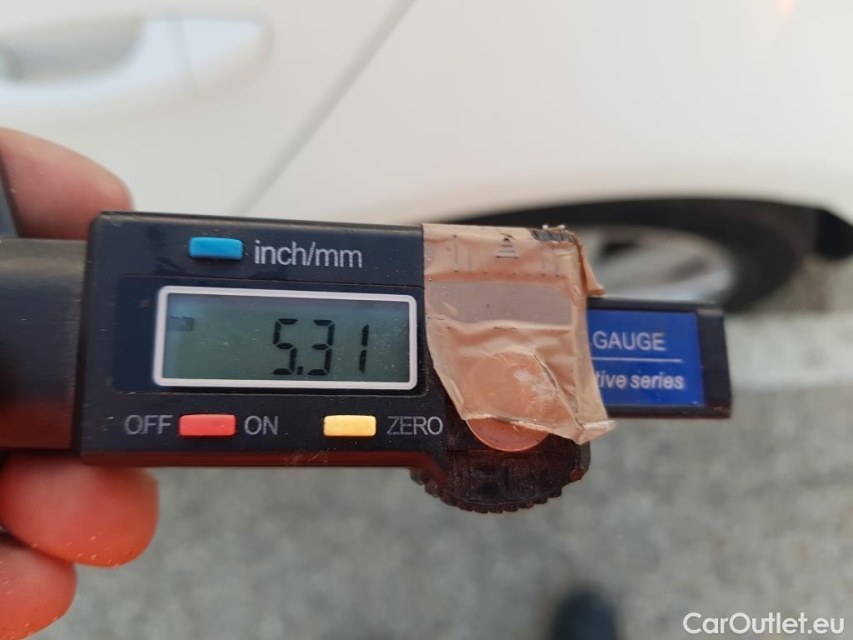 inch/mm
5.31
OFF ON ZERO
.GAUGE
tive series
CarOutlet.eu